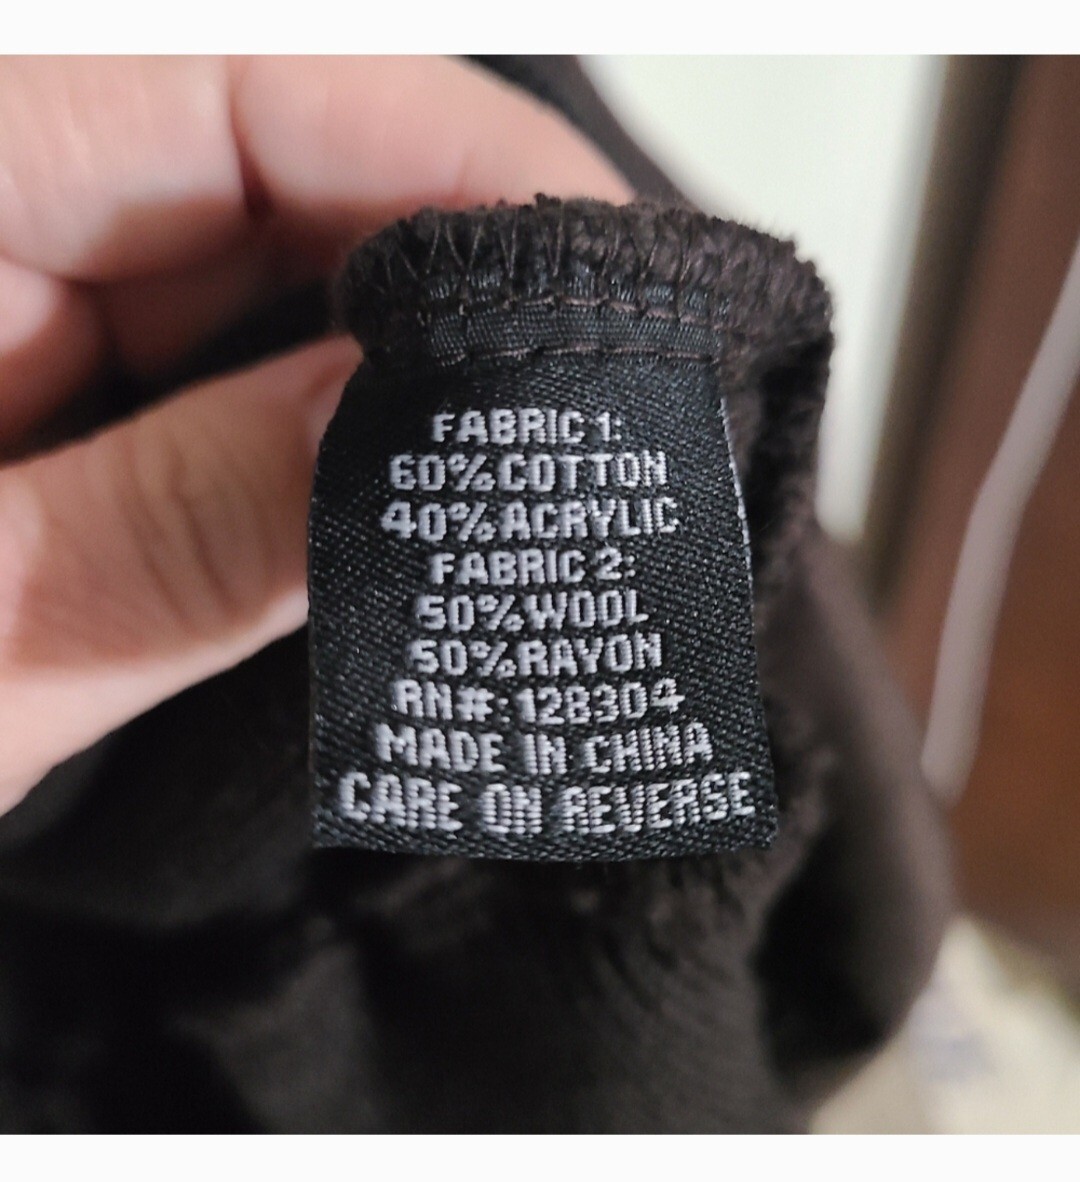 FABRIC 1:
60% COTTON
40% ACRYLIC
FABRIC 2:
50% WOOL
50% RAYON
RN#: 128304
MADE IN CHINA
CARE ON REVERSE